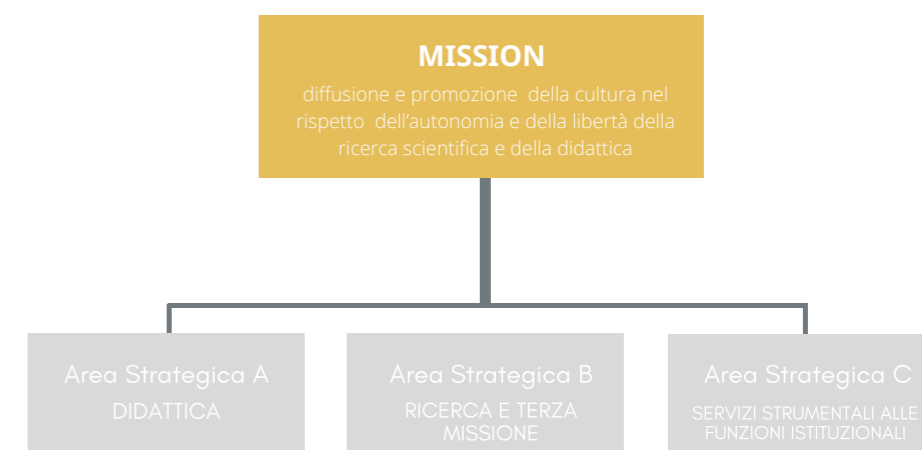 MISSION
diffusione e promozione della cultura nel
rispetto dell'autonomia e della libertà della
ricerca scientifica e della didattica
Area Strategica A
DIDATTICA
Area Strategica B
RICERCA E TERZA
MISSIONE
Area Strategica C
SERVIZI STRUMENTALI ALLE
FUNZIONI ISTITUZIONALI